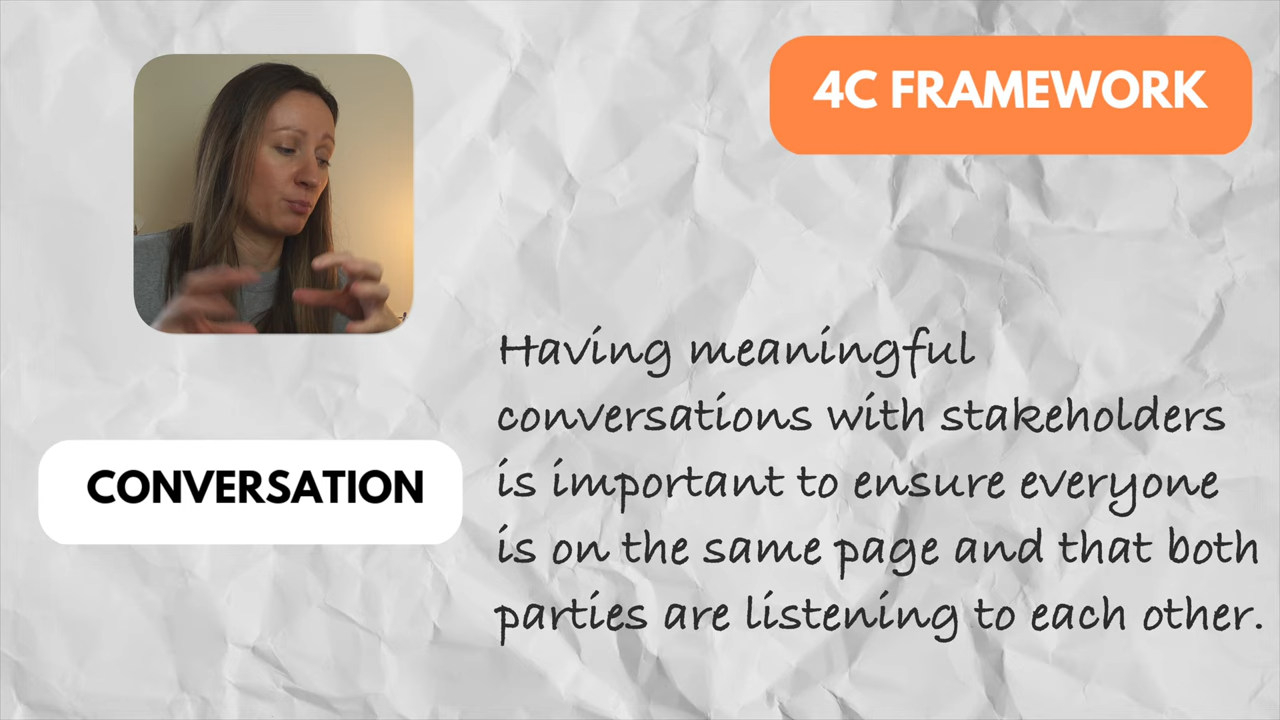 4C FRAMEWORK
CONVERSATION
Having meaningful
conversations with stakeholders
is important to ensure everyone
is on the same page and that both
parties are listening to each other.